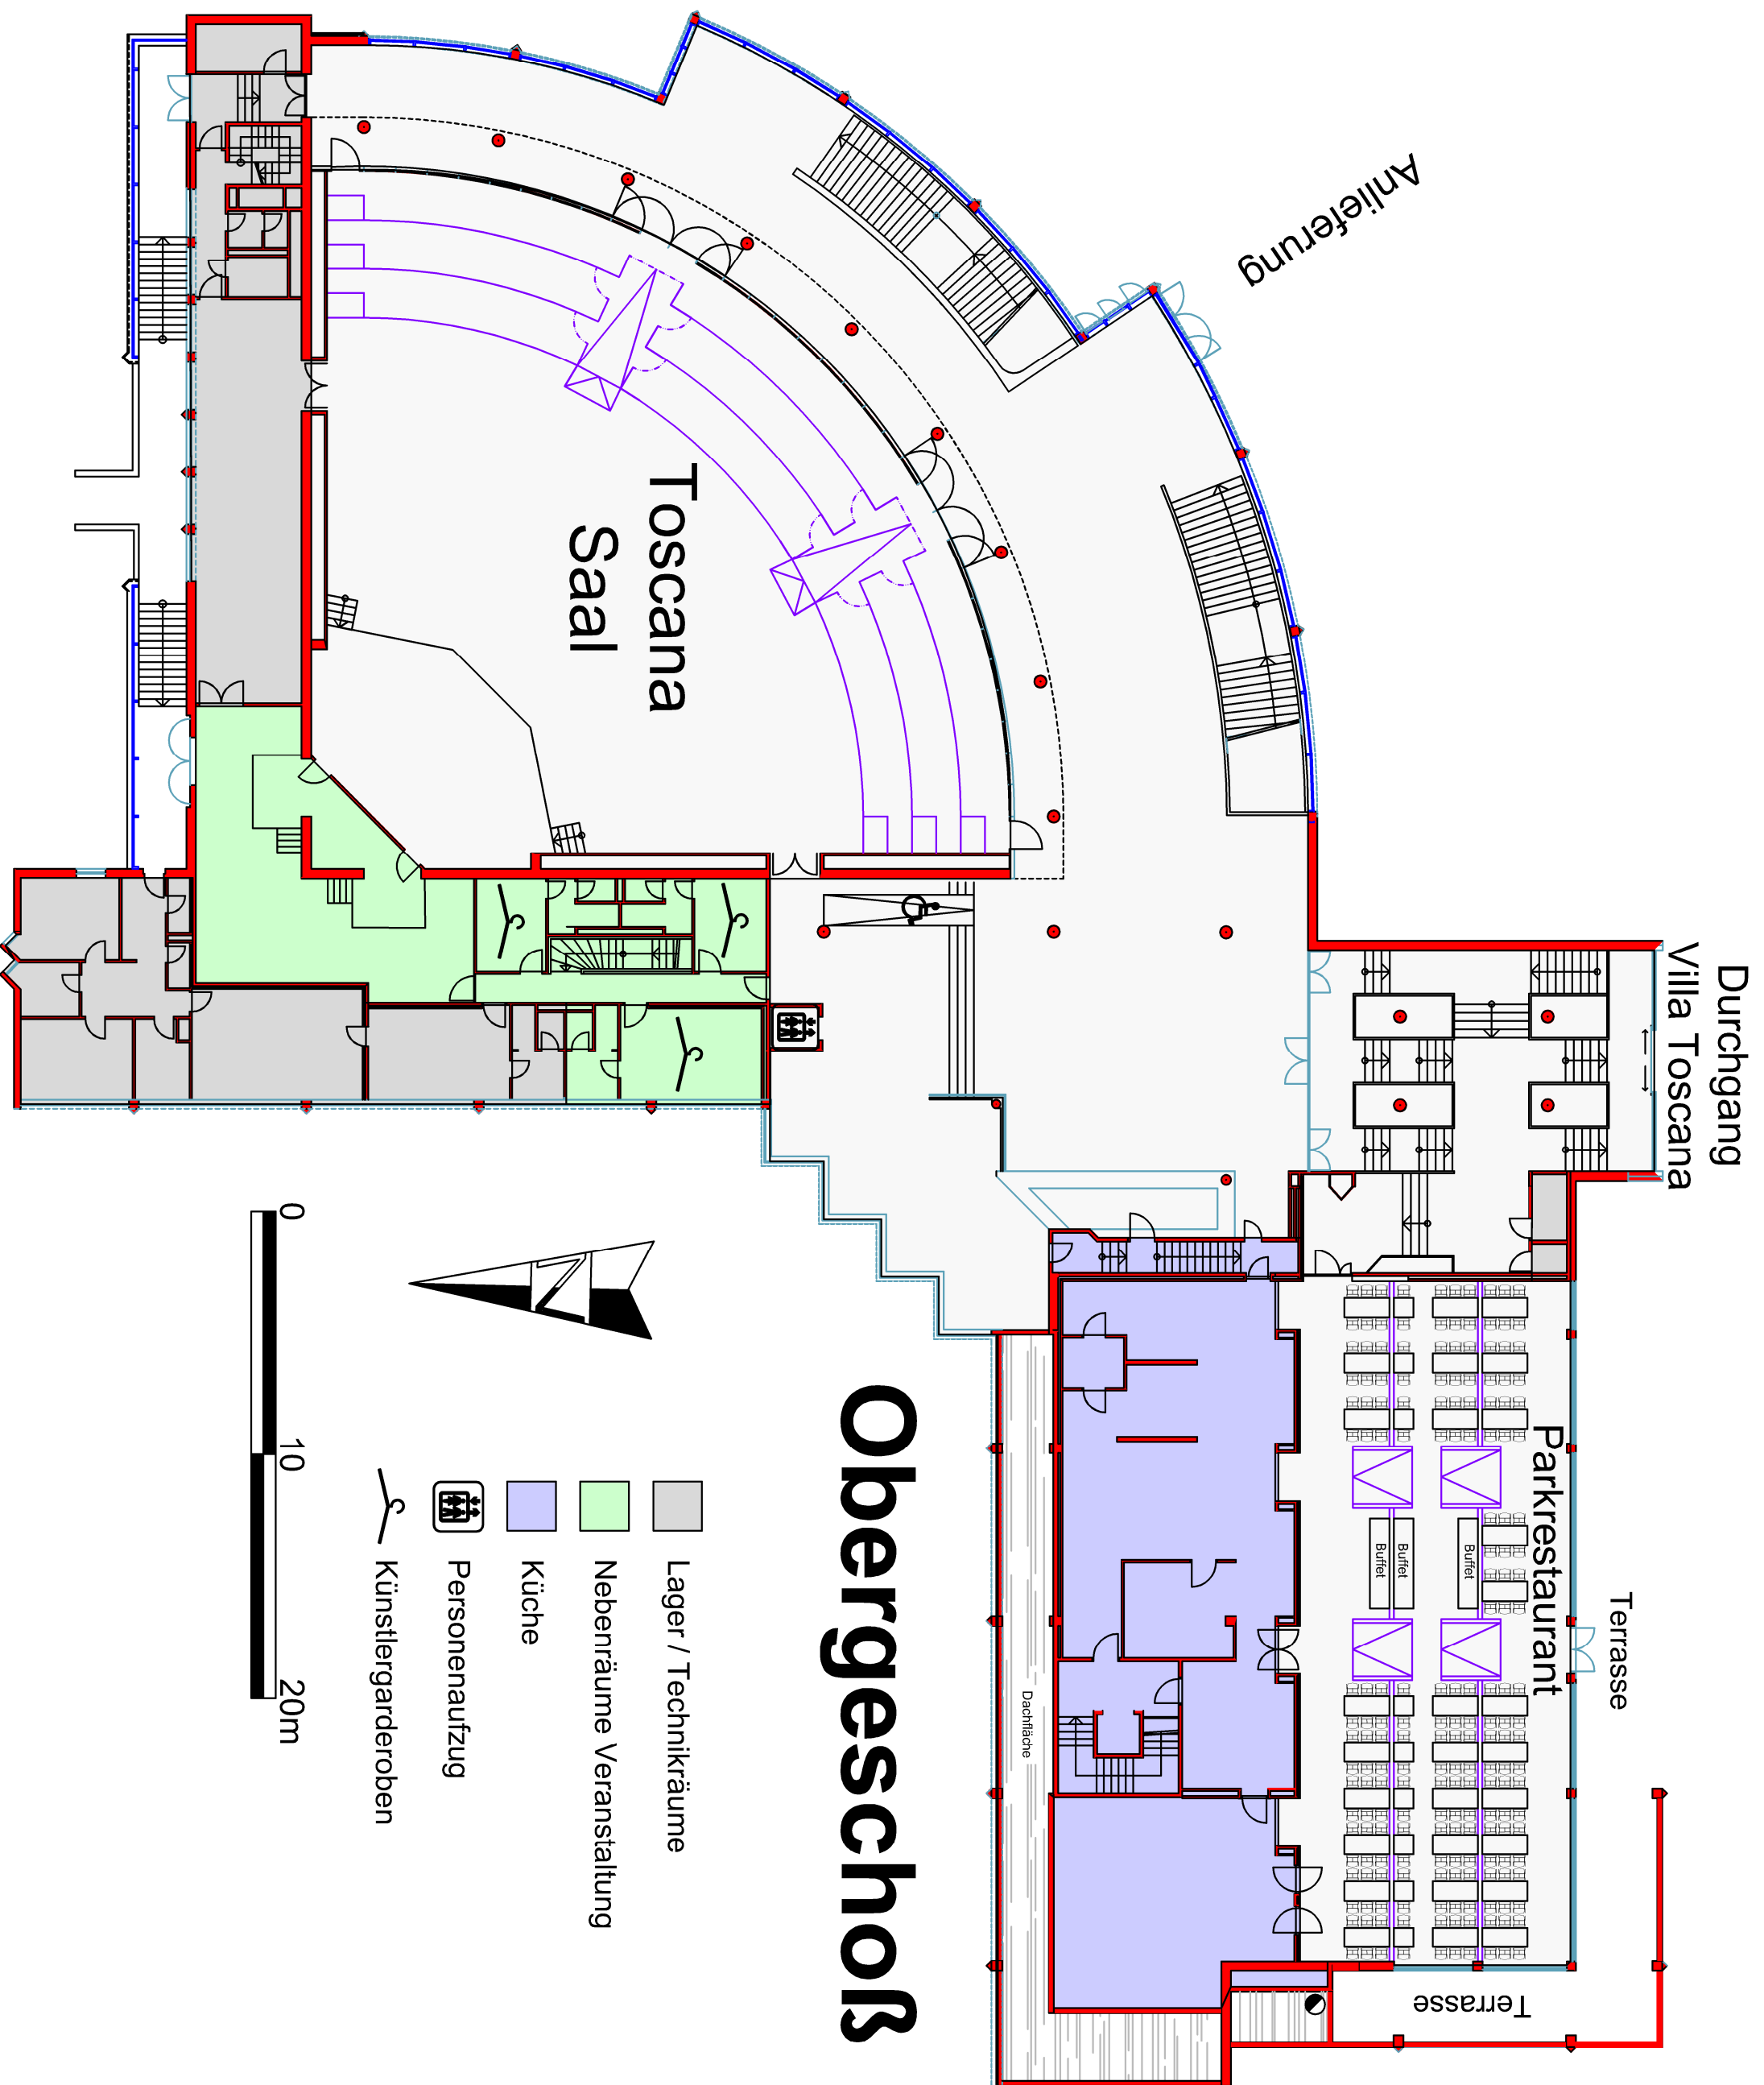 Durchgang
Villa Toscana
Anlieferung
Toscana
Saal
Terrasse
Parkrestaurant
Buffet
Buffet
Buffet
Terrasse
Dachfläche
Obergeschoß
Lager / Technikräume
Nebenräume Veranstaltung
Küche
Personenaufzug
Künstlergarderoben
N
0 10 20m